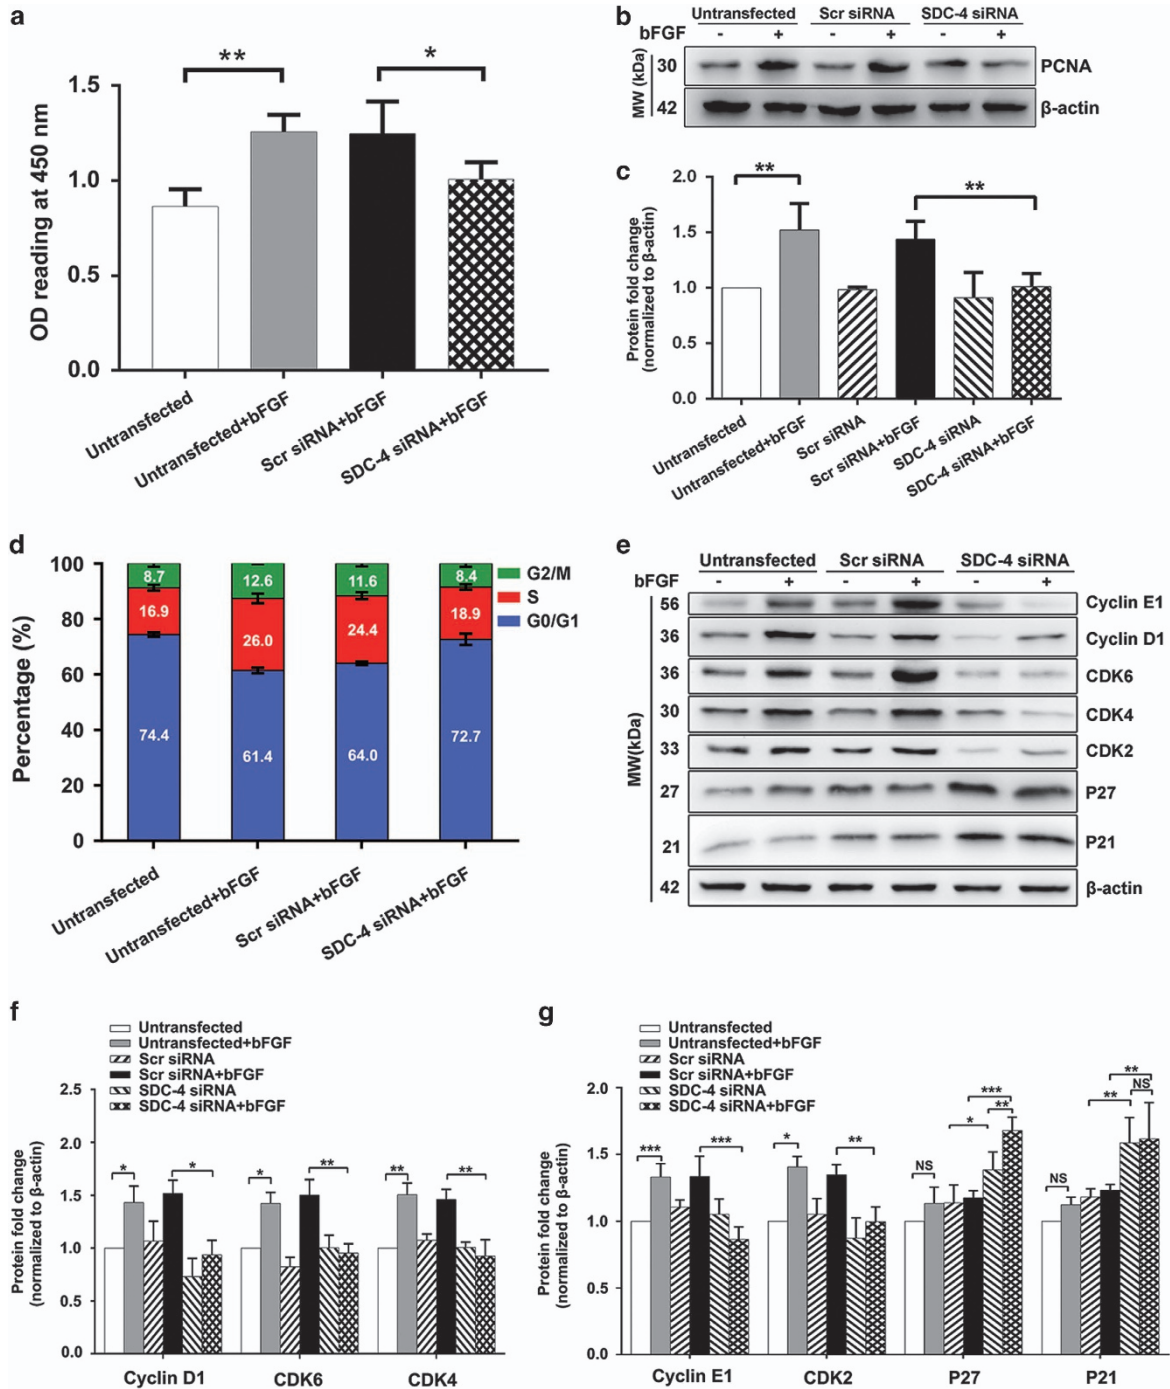 a
**
*
1.5
1.0
0.5
0.0
OD reading at 450 nm
Untransfected
Untransfected+bFGF
Scr siRNA+bFGF
SDC-4 siRNA+bFGF
b
Untransfected Scr siRNA SDC-4 siRNA
bFGF - + - + - +
MW (kDa)
30 PCNA
42 β-actin
c
**
**
2.0
1.5
1.0
0.5
0.0
Protein fold change
(normalized to β-actin)
Untransfected
Untransfected+bFGF
Scr siRNA
Scr siRNA+bFGF
SDC-4 siRNA
SDC-4 siRNA+bFGF
d
100
80
60
40
20
0
Percentage (%)
8.7 12.6 11.6 8.4
16.9 26.0 24.4 18.9
74.4 61.4 64.0 72.7
G2/M
S
G0/G1
Untransfected
Untransfected+bFGF
Scr siRNA+bFGF
SDC-4 siRNA+bFGF
e
Untransfected Scr siRNA SDC-4 siRNA
bFGF - + - + - +
MW(kDa)
56 Cyclin E1
36 Cyclin D1
36 CDK6
30 CDK4
33 CDK2
27 P27
21 P21
42 β-actin
f
Untransfected
Untransfected+bFGF
Scr siRNA
Scr siRNA+bFGF
SDC-4 siRNA
SDC-4 siRNA+bFGF
2.5
2.0
1.5
1.0
0.5
0.0
Protein fold change
(normalized to β-actin)
* * * ** ** **
Cyclin D1 CDK6 CDK4
g
Untransfected
Untransfected+bFGF
Scr siRNA
Scr siRNA+bFGF
SDC-4 siRNA
SDC-4 siRNA+bFGF
2.0
1.5
1.0
0.5
0.0
Protein fold change
(normalized to β-actin)
*** *** * ** NS * *** ** NS ** ** NS
Cyclin E1 CDK2 P27 P21